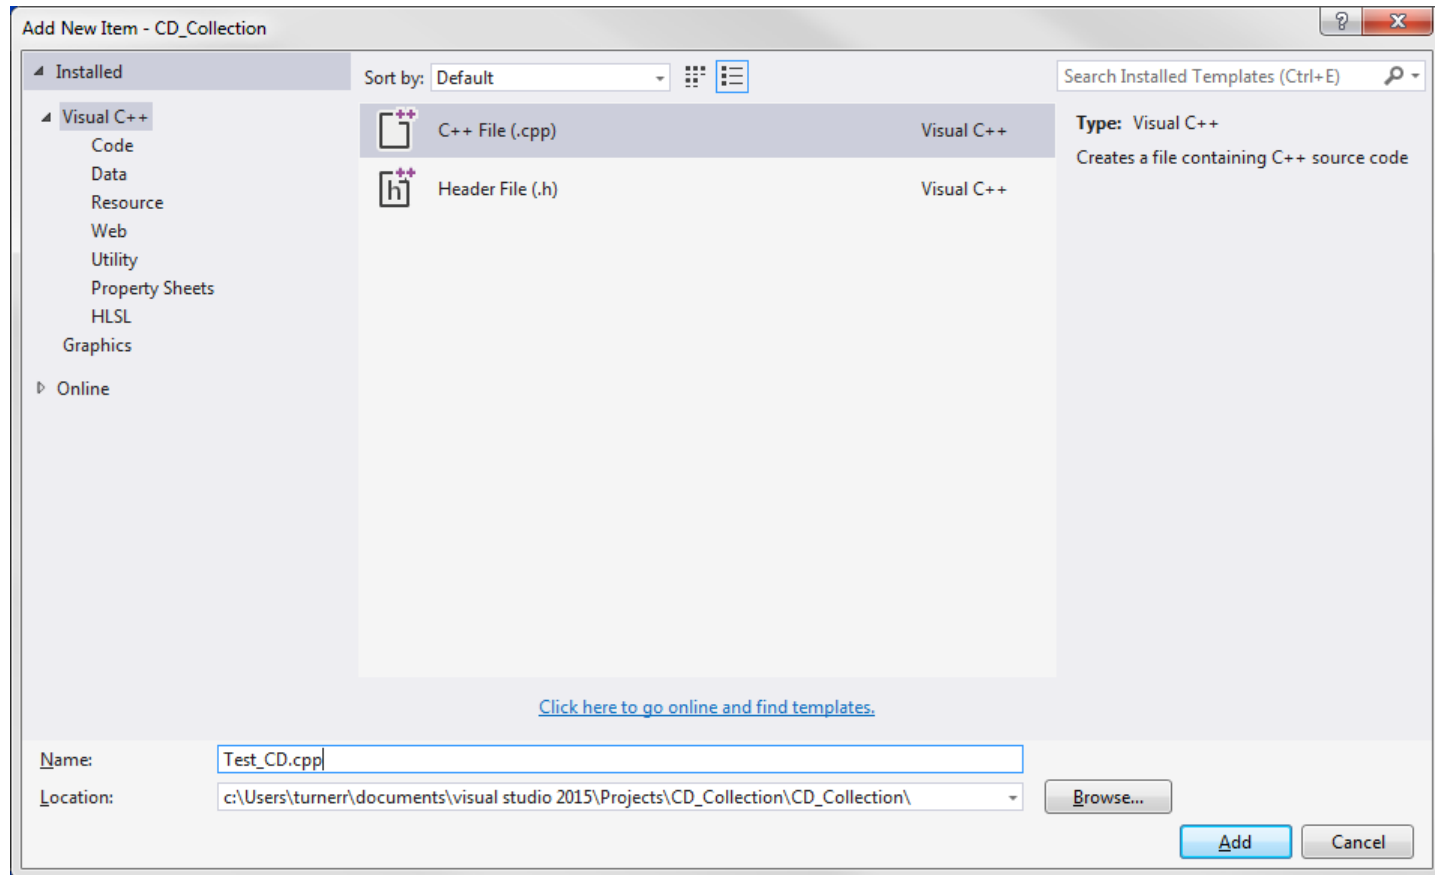 Add New Item - CD_Collection
Installed
Visual C++
Code
Data
Resource
Web
Utility
Property Sheets
HLSL
Graphics
Online
Sort by: Default
C++ File (.cpp) Visual C++
Header File (.h) Visual C++
Click here to go online and find templates.
Search Installed Templates (Ctrl+E)
Type: Visual C++
Creates a file containing C++ source code
Name: Test_CD.cpp
Location: c:\Users\turnerr\documents\visual studio 2015\Projects\CD_Collection\CD_Collection\
Browse...
Add Cancel